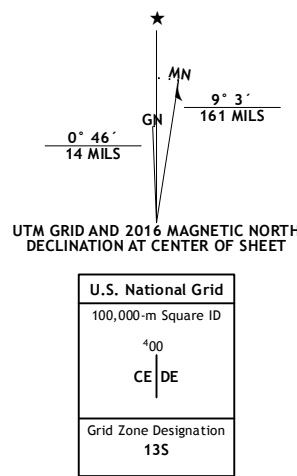 ★
MN
GN
9° 3´
161 MILS
0° 46´
14 MILS
UTM GRID AND 2016 MAGNETIC NORTH
DECLINATION AT CENTER OF SHEET
U.S. National Grid
100,000-m Square ID
⁴00
CE DE
Grid Zone Designation
13S